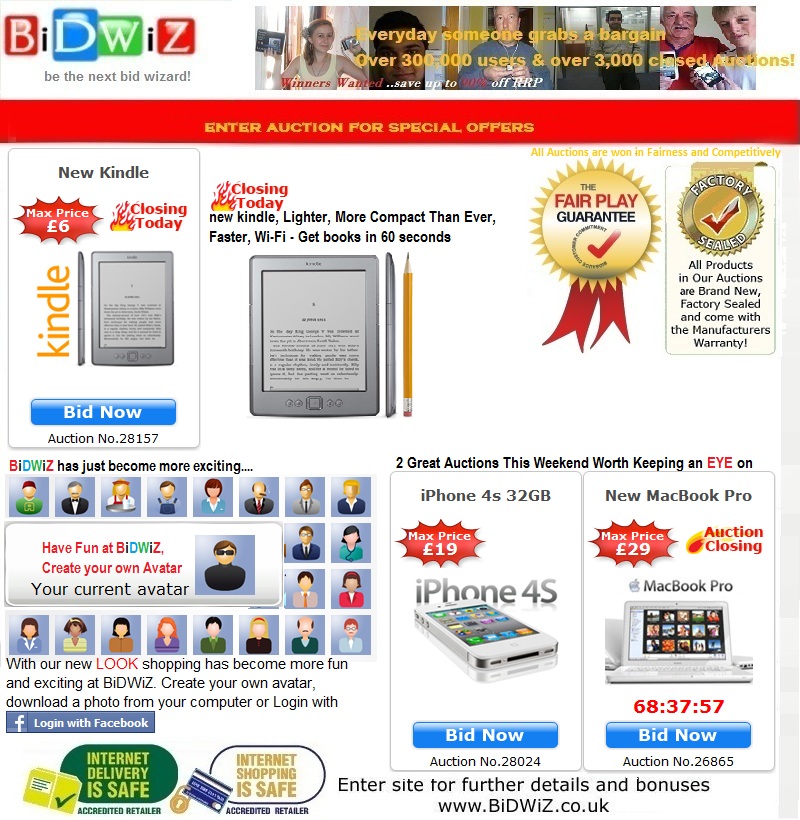 BiDWiZ
be the next bid wizard!
Everyday someone grabs a bargain
Over 300,000 users & over 3,000 closed Auctions!
Winners Wanted ..save up to 90% off RRP
ENTER AUCTION FOR SPECIAL OFFERS
All Auctions are won in Fairness and Competitively
New Kindle
Max Price
£6
Closing
Today
kindle
Bid Now
Auction No.28157
Closing
Today
new kindle, Lighter, More Compact Than Ever,
Faster, Wi-Fi - Get books in 60 seconds
kindle
THE
FAIR PLAY
GUARANTEE
CUSTOMER COMMITMENT
FACTORY
SEALED
All Products
in Our Auctions
are Brand New,
Factory Sealed
and come with
the Manufacturers
Warranty!
BiDWiZ has just become more exciting....
Have Fun at BiDWiZ,
Create your own Avatar
Your current avatar
With our new LOOK shopping has become more fun
and exciting at BiDWiZ. Create your own avatar,
download a photo from your computer or Login with
f Login with Facebook
2 Great Auctions This Weekend Worth Keeping an EYE on
iPhone 4s 32GB
Max Price
£19
iPhone 4S
Bid Now
Auction No.28024
New MacBook Pro
Max Price
£29
Auction
Closing
MacBook Pro
68:37:57
Bid Now
Auction No.26865
INTERNET
DELIVERY
IS SAFE
ACCREDITED RETAILER
INTERNET
SHOPPING
IS SAFE
ACCREDITED RETAILER
Enter site for further details and bonuses
www.BiDWiZ.co.uk